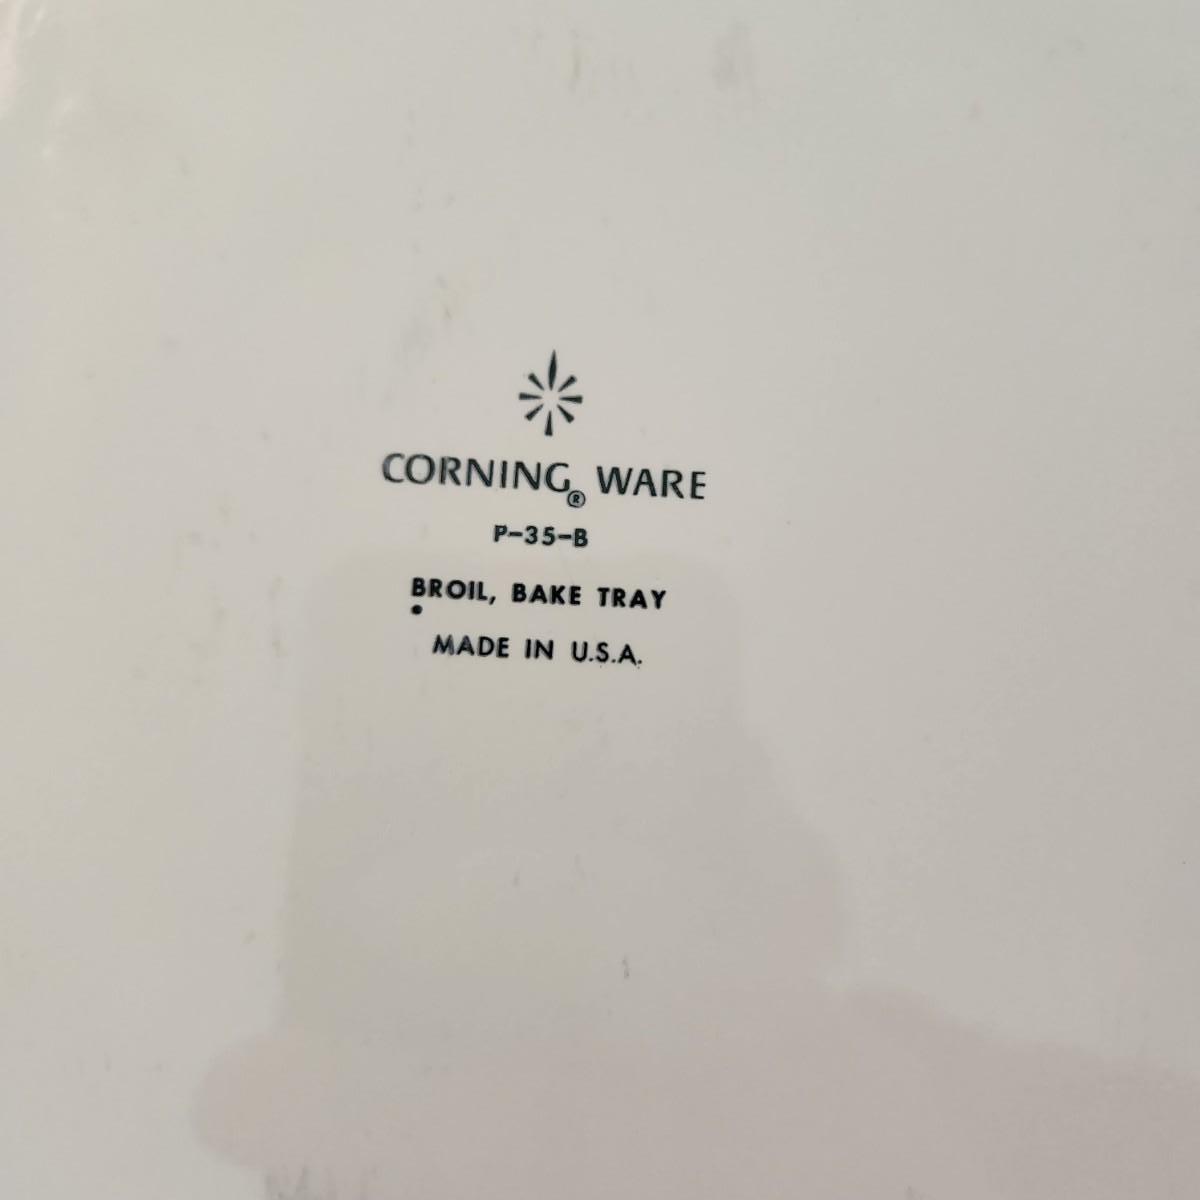 CORNING® WARE
P-35-B
BROIL, BAKE TRAY
MADE IN U.S.A.